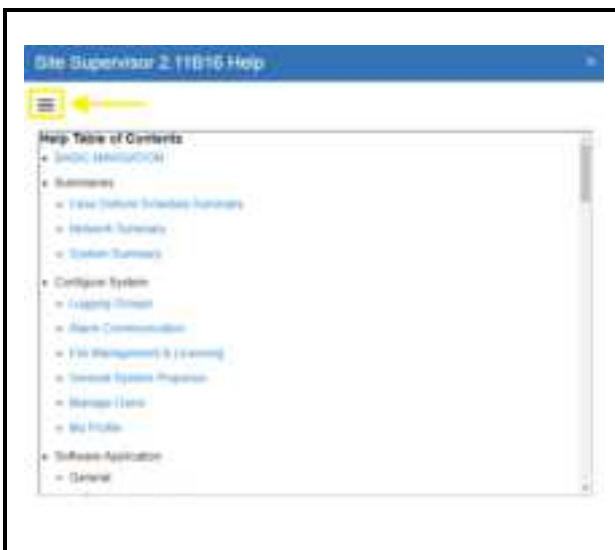 Site Supervisor 2.11B16 Help
Help Table of Contents
BASIC NAVIGATION
Summaries
Case Defrost Schedule Summary
Network Summary
System Summary
Configure System
Logging Groups
Alarm Communication
File Management & Licensing
General System Properties
Manage Users
My Profile
Software Application
General